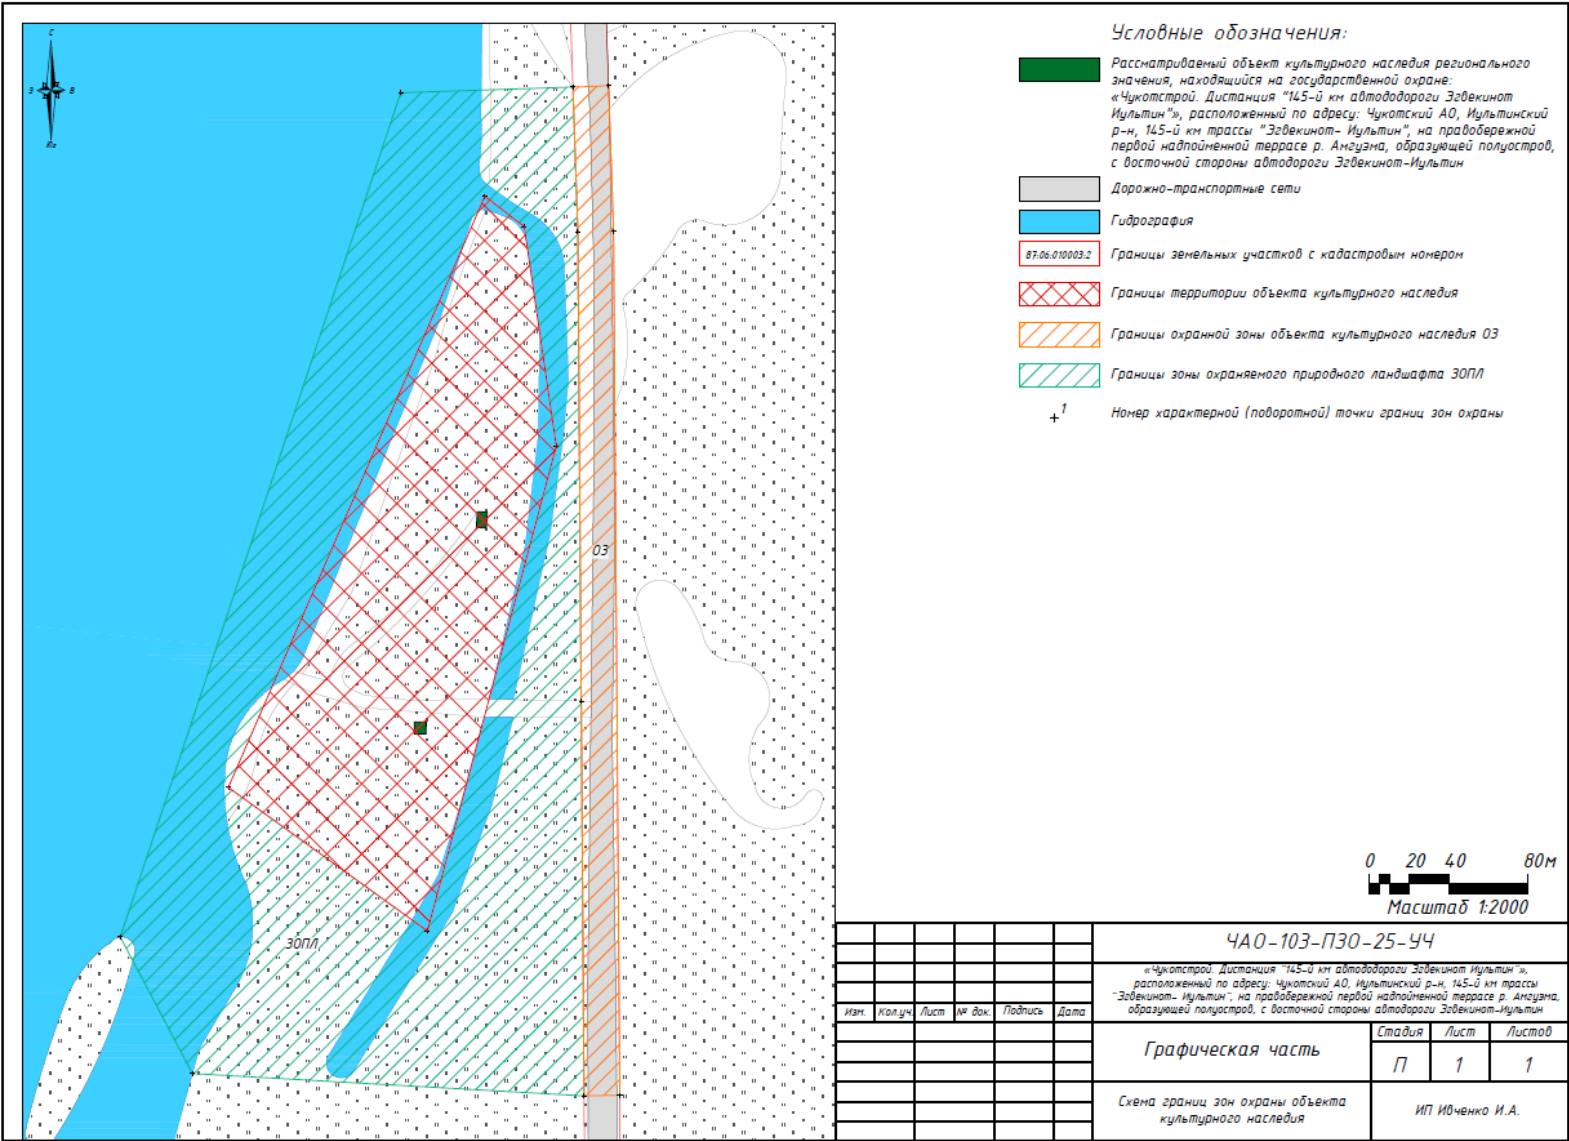 С
З
В
Юг
ОЗ
ЗОПЛ
Условные обозначения:
Рассматриваемый объект культурного наследия регионального
значения, находящийся на государственной охране:
«Чукотстрой. Дистанция "145-й км автододороги Эгвекинот
Иультин"», расположенный по адресу: Чукотский АО, Иультинский
р-н, 145-й км трассы "Эгвекинот- Иультин", на правобережной
первой надпойменной террасе р. Амгуэма, образующей полуостров,
с восточной стороны автодороги Эгвекинот-Иультин
Дорожно-транспортные сети
Гидрография
87:06:010003:2 Границы земельных участков с кадастровым номером
Границы территории объекта культурного наследия
Границы охранной зоны объекта культурного наследия ОЗ
Границы зоны охраняемого природного ландшафта ЗОПЛ
1 Номер характерной (поворотной) точки границ зон охраны
0 20 40 80м
Масштаб 1:2000
ЧАО-103-ПЗО-25-УЧ
«Чукотстрой. Дистанция "145-й км автододороги Эгвекинот Иультин"»,
расположенный по адресу: Чукотский АО, Иультинский р-н, 145-й км трассы
"Эгвекинот- Иультин", на правобережной первой надпойменной террасе р. Амгуэма,
образующей полуостров, с восточной стороны автодороги Эгвекинот-Иультин
Изм. Кол.уч. Лист № док. Подпись Дата
Графическая часть
Стадия Лист Листов
П 1 1
Схема границ зон охраны объекта
культурного наследия
ИП Ивченко И.А.